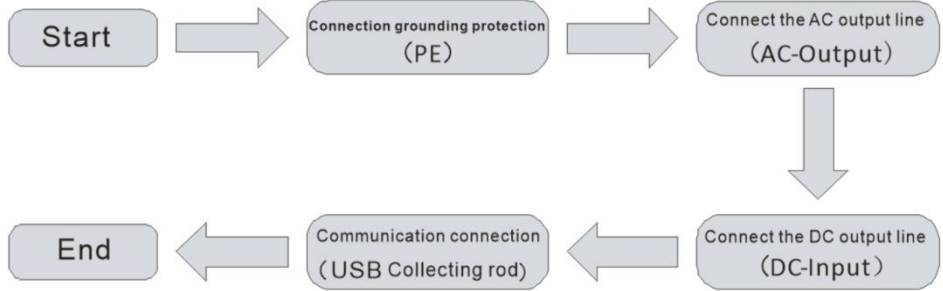 Start
Connection grounding protection
（PE）
Connect the AC output line
（AC-Output）
Connect the DC output line
（DC-Input）
Communication connection
（USB Collecting rod)
End